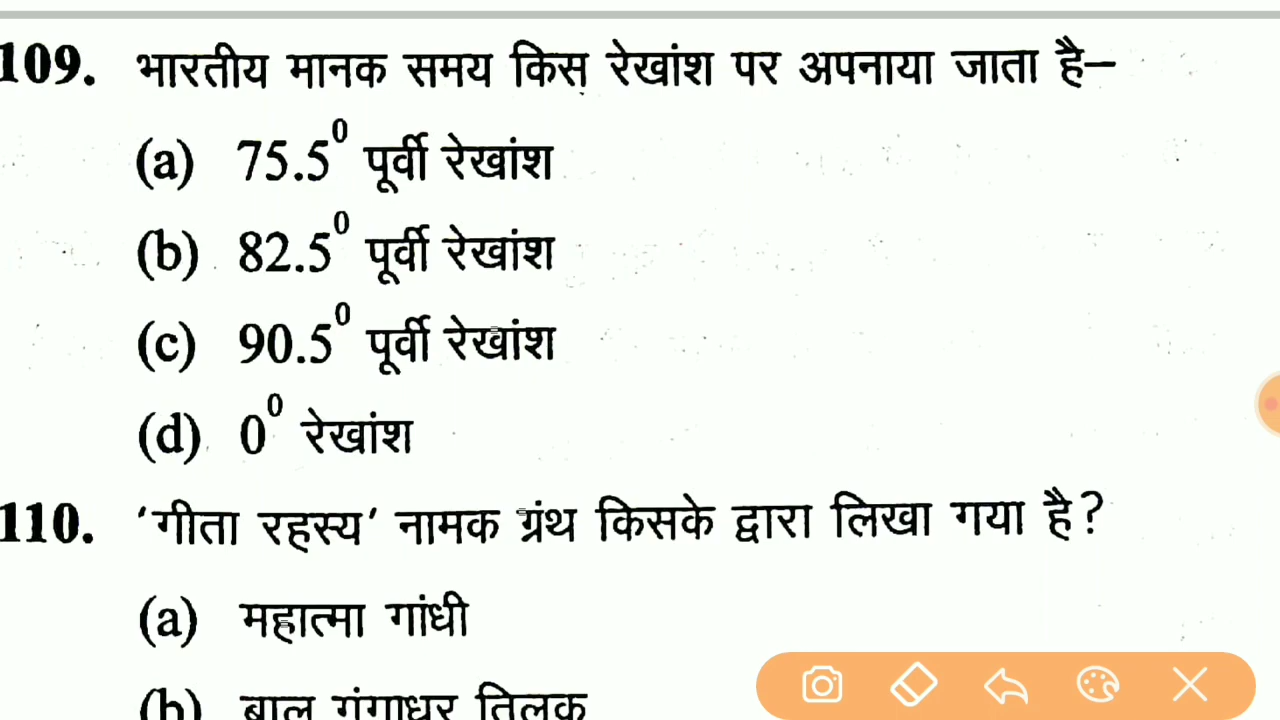 109. भारतीय मानक समय किस रेखांश पर अपनाया जाता है–
(a) 75.5⁰ पूर्वी रेखांश
(b) 82.5⁰ पूर्वी रेखांश
(c) 90.5⁰ पूर्वी रेखांश
(d) 0⁰ रेखांश
110. 'गीता रहस्य' नामक ग्रंथ किसके द्वारा लिखा गया है?
(a) महात्मा गांधी
(b) बाल गंगाधर तिलक